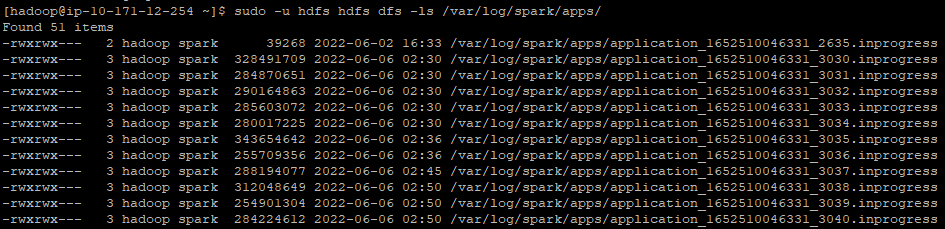 [hadoop@ip-10-171-12-254 ~]$ sudo -u hdfs hdfs dfs -ls /var/log/spark/apps/
Found 51 items
-rwxrwx---   2 hadoop spark      39268 2022-06-02 16:33 /var/log/spark/apps/application_1652510046331_2635.inprogress
-rwxrwx---   3 hadoop spark  328491709 2022-06-06 02:30 /var/log/spark/apps/application_1652510046331_3030.inprogress
-rwxrwx---   3 hadoop spark  284870651 2022-06-06 02:30 /var/log/spark/apps/application_1652510046331_3031.inprogress
-rwxrwx---   3 hadoop spark  290164863 2022-06-06 02:30 /var/log/spark/apps/application_1652510046331_3032.inprogress
-rwxrwx---   3 hadoop spark  285603072 2022-06-06 02:30 /var/log/spark/apps/application_1652510046331_3033.inprogress
-rwxrwx---   3 hadoop spark  280017225 2022-06-06 02:30 /var/log/spark/apps/application_1652510046331_3034.inprogress
-rwxrwx---   3 hadoop spark  343654642 2022-06-06 02:36 /var/log/spark/apps/application_1652510046331_3035.inprogress
-rwxrwx---   3 hadoop spark  255709356 2022-06-06 02:36 /var/log/spark/apps/application_1652510046331_3036.inprogress
-rwxrwx---   3 hadoop spark  288194077 2022-06-06 02:45 /var/log/spark/apps/application_1652510046331_3037.inprogress
-rwxrwx---   3 hadoop spark  312048649 2022-06-06 02:50 /var/log/spark/apps/application_1652510046331_3038.inprogress
-rwxrwx---   3 hadoop spark  254901304 2022-06-06 02:50 /var/log/spark/apps/application_1652510046331_3039.inprogress
-rwxrwx---   3 hadoop spark  284224612 2022-06-06 02:50 /var/log/spark/apps/application_1652510046331_3040.inprogress